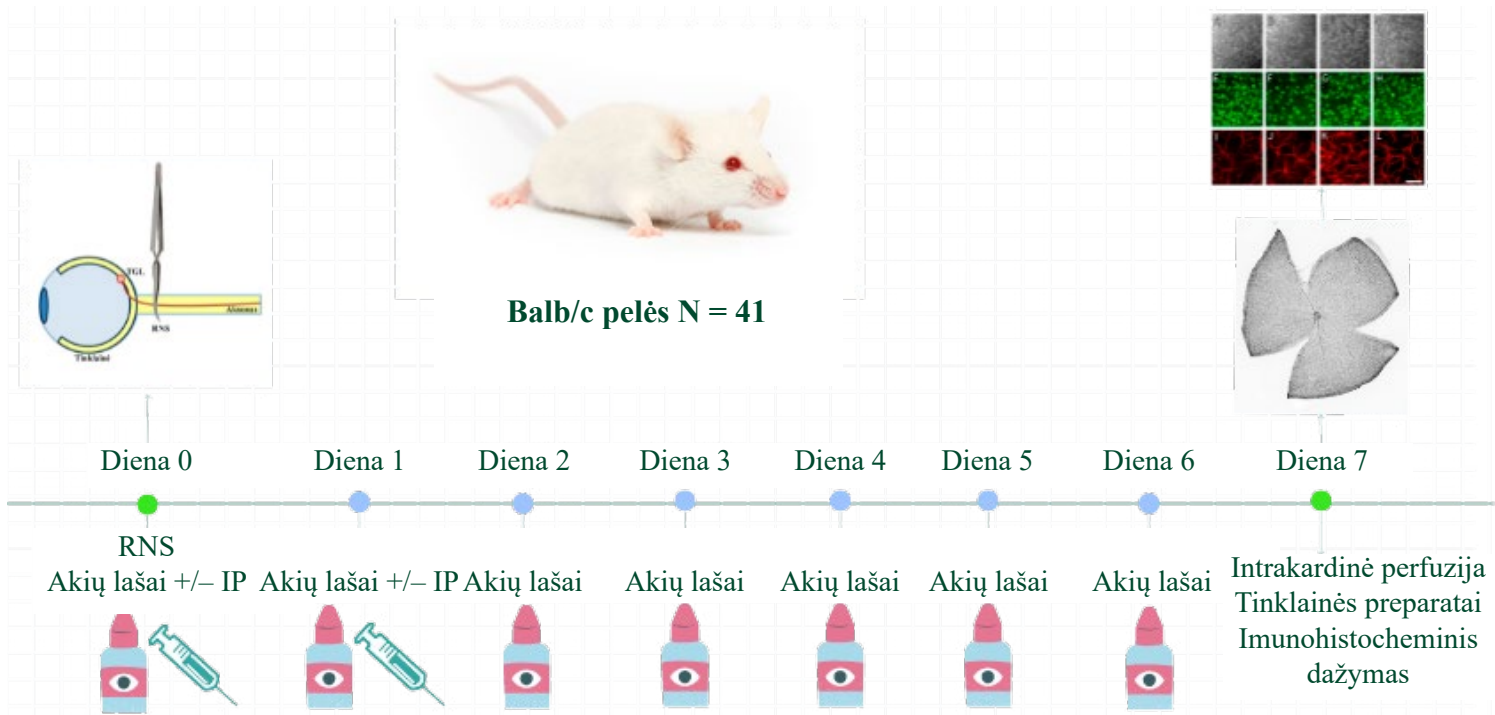 TGL
Aksonas
RNS
Tinklainė
Balb/c pelės N = 41
Diena 0
Diena 1
Diena 2
Diena 3
Diena 4
Diena 5
Diena 6
Diena 7
RNS
Akių lašai +/– IP
Akių lašai +/– IP
Akių lašai
Akių lašai
Akių lašai
Akių lašai
Akių lašai
Intrakardinė perfuzija
Tinklainės preparatai
Imunohistocheminis
dažymas